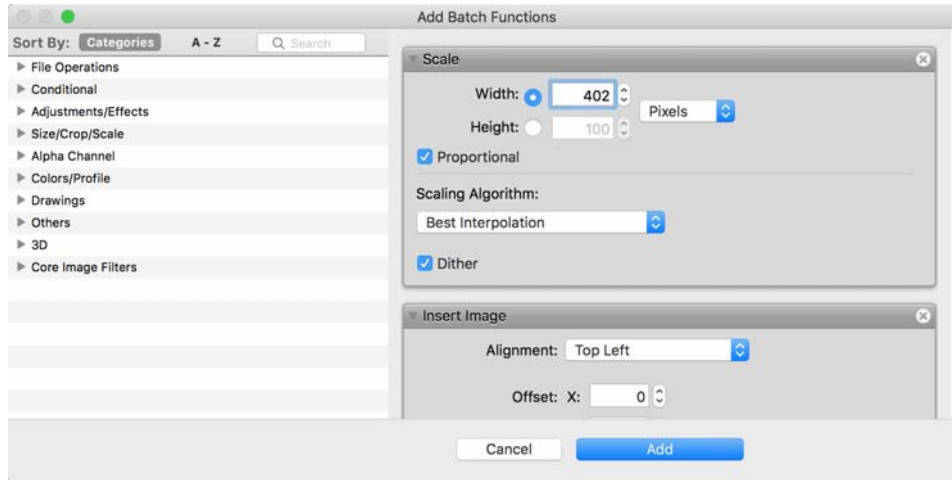 Add Batch Functions
Sort By: Categories A - Z Search
File Operations
Conditional
Adjustments/Effects
Size/Crop/Scale
Alpha Channel
Colors/Profile
Drawings
Others
3D
Core Image Filters
Scale
Width: 402
Pixels
Height: 100
Proportional
Scaling Algorithm:
Best Interpolation
Dither
Insert Image
Alignment: Top Left
Offset: X: 0
Cancel Add